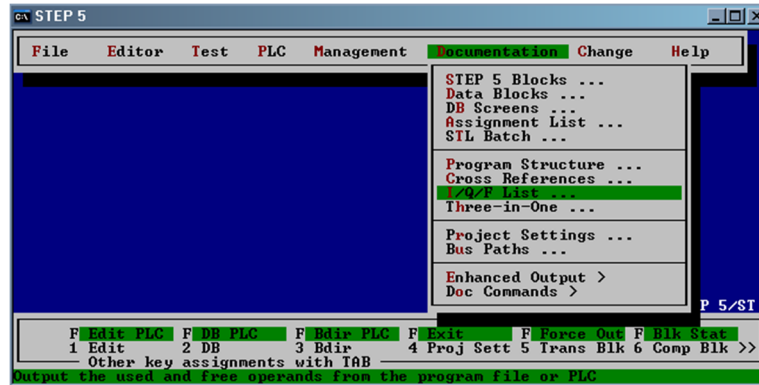 STEP 5
File Editor Test PLC Management Documentation Change Help
STEP 5 Blocks ...
Data Blocks ...
DB Screens ...
Assignment List ...
STL Batch ...
Program Structure ...
Cross References ...
I/Q/F List ...
Three-in-One ...
Project Settings ...
Bus Paths ...
Enhanced Output >
Doc Commands >
P 5/ST
F Edit PLC F DB PLC F Bdir PLC F Exit F Force Out F Blk Stat
1 Edit 2 DB 3 Bdir 4 Proj Sett 5 Trans Blk 6 Comp Blk >>
Other key assignments with TAB
Output the used and free operands from the program file or PLC